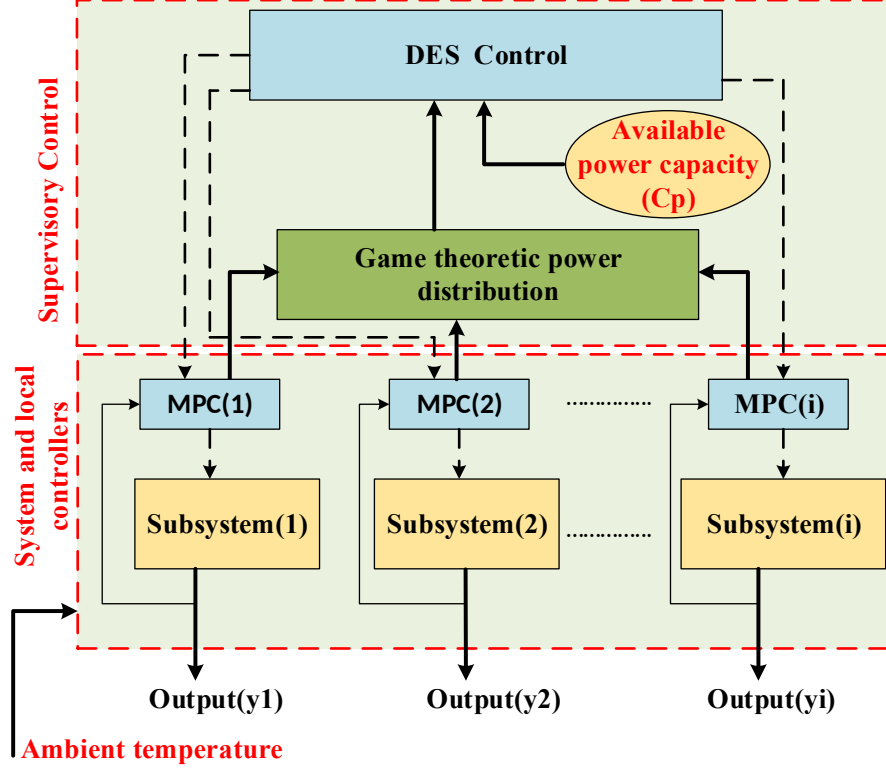 DES Control
Available
power capacity
(Cp)
Supervisory Control
Game theoretic power
distribution
System and local
controllers
MPC(1)
MPC(2)
...............
MPC(i)
Subsystem(1)
Subsystem(2)
...............
Subsystem(i)
Output(y1)
Output(y2)
Output(yi)
Ambient temperature